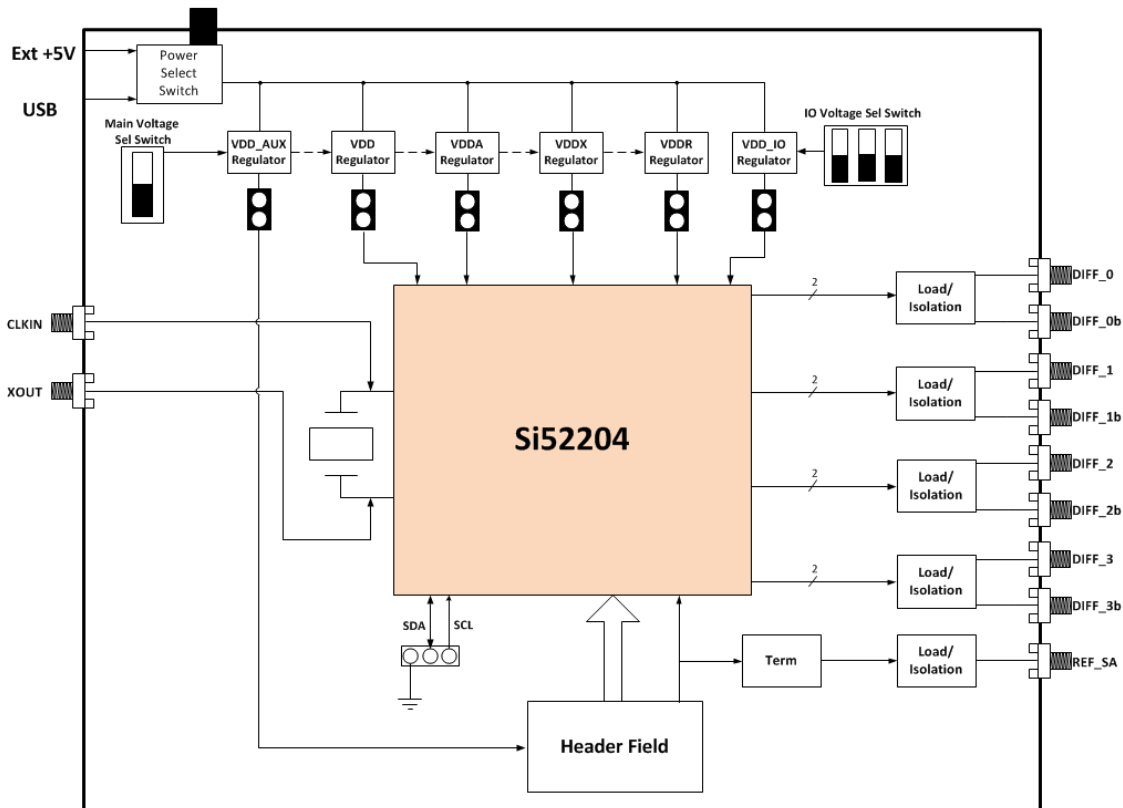 Ext +5V
USB
Power
Select
Switch
Main Voltage
Sel Switch
VDD_AUX
Regulator
VDD
Regulator
VDDA
Regulator
VDDX
Regulator
VDDR
Regulator
VDD_IO
Regulator
IO Voltage Sel Switch
CLKIN
XOUT
Si52204
2
Load/
Isolation
DIFF_0
DIFF_0b
2
Load/
Isolation
DIFF_1
DIFF_1b
2
Load/
Isolation
DIFF_2
DIFF_2b
2
Load/
Isolation
DIFF_3
DIFF_3b
SDA
SCL
Term
Load/
Isolation
REF_SA
Header Field